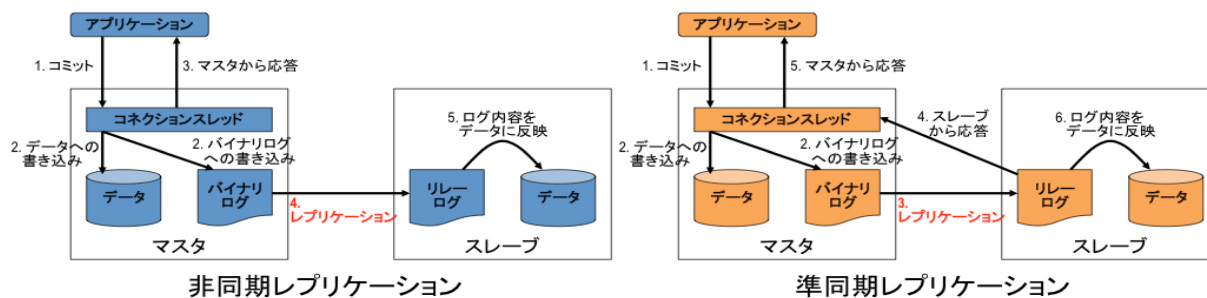 アプリケーション
1. コミット
3. マスタから応答
コネクションスレッド
2. データへの
書き込み
2. バイナリログ
への書き込み
データ
バイナリ
ログ
マスタ
4.
レプリケーション
5. ログ内容を
データに反映
リレー
ログ
データ
スレーブ
非同期レプリケーション
アプリケーション
1. コミット
5. マスタから応答
コネクションスレッド
2. データへの
書き込み
2. バイナリログ
への書き込み
データ
バイナリ
ログ
マスタ
3.
レプリケーション
4. スレーブ
から応答
6. ログ内容を
データに反映
リレー
ログ
データ
スレーブ
準同期レプリケーション